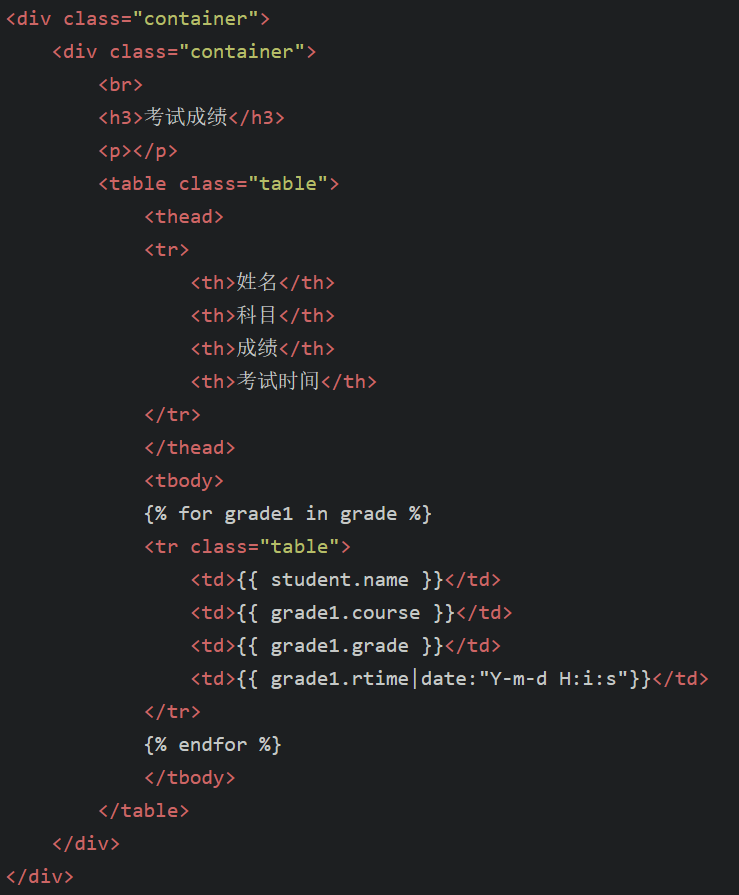 <div class="container">
    <div class="container">
        <br>
        <h3>考试成绩</h3>
        <p></p>
        <table class="table">
            <thead>
            <tr>
                <th>姓名</th>
                <th>科目</th>
                <th>成绩</th>
                <th>考试时间</th>
            </tr>
            </thead>
            <tbody>
            {% for grade1 in grade %}
            <tr class="table">
                <td>{{ student.name }}</td>
                <td>{{ grade1.course }}</td>
                <td>{{ grade1.grade }}</td>
                <td>{{ grade1.rtime|date:"Y-m-d H:i:s"}}</td>
            </tr>
            {% endfor %}
            </tbody>
        </table>
    </div>
</div>